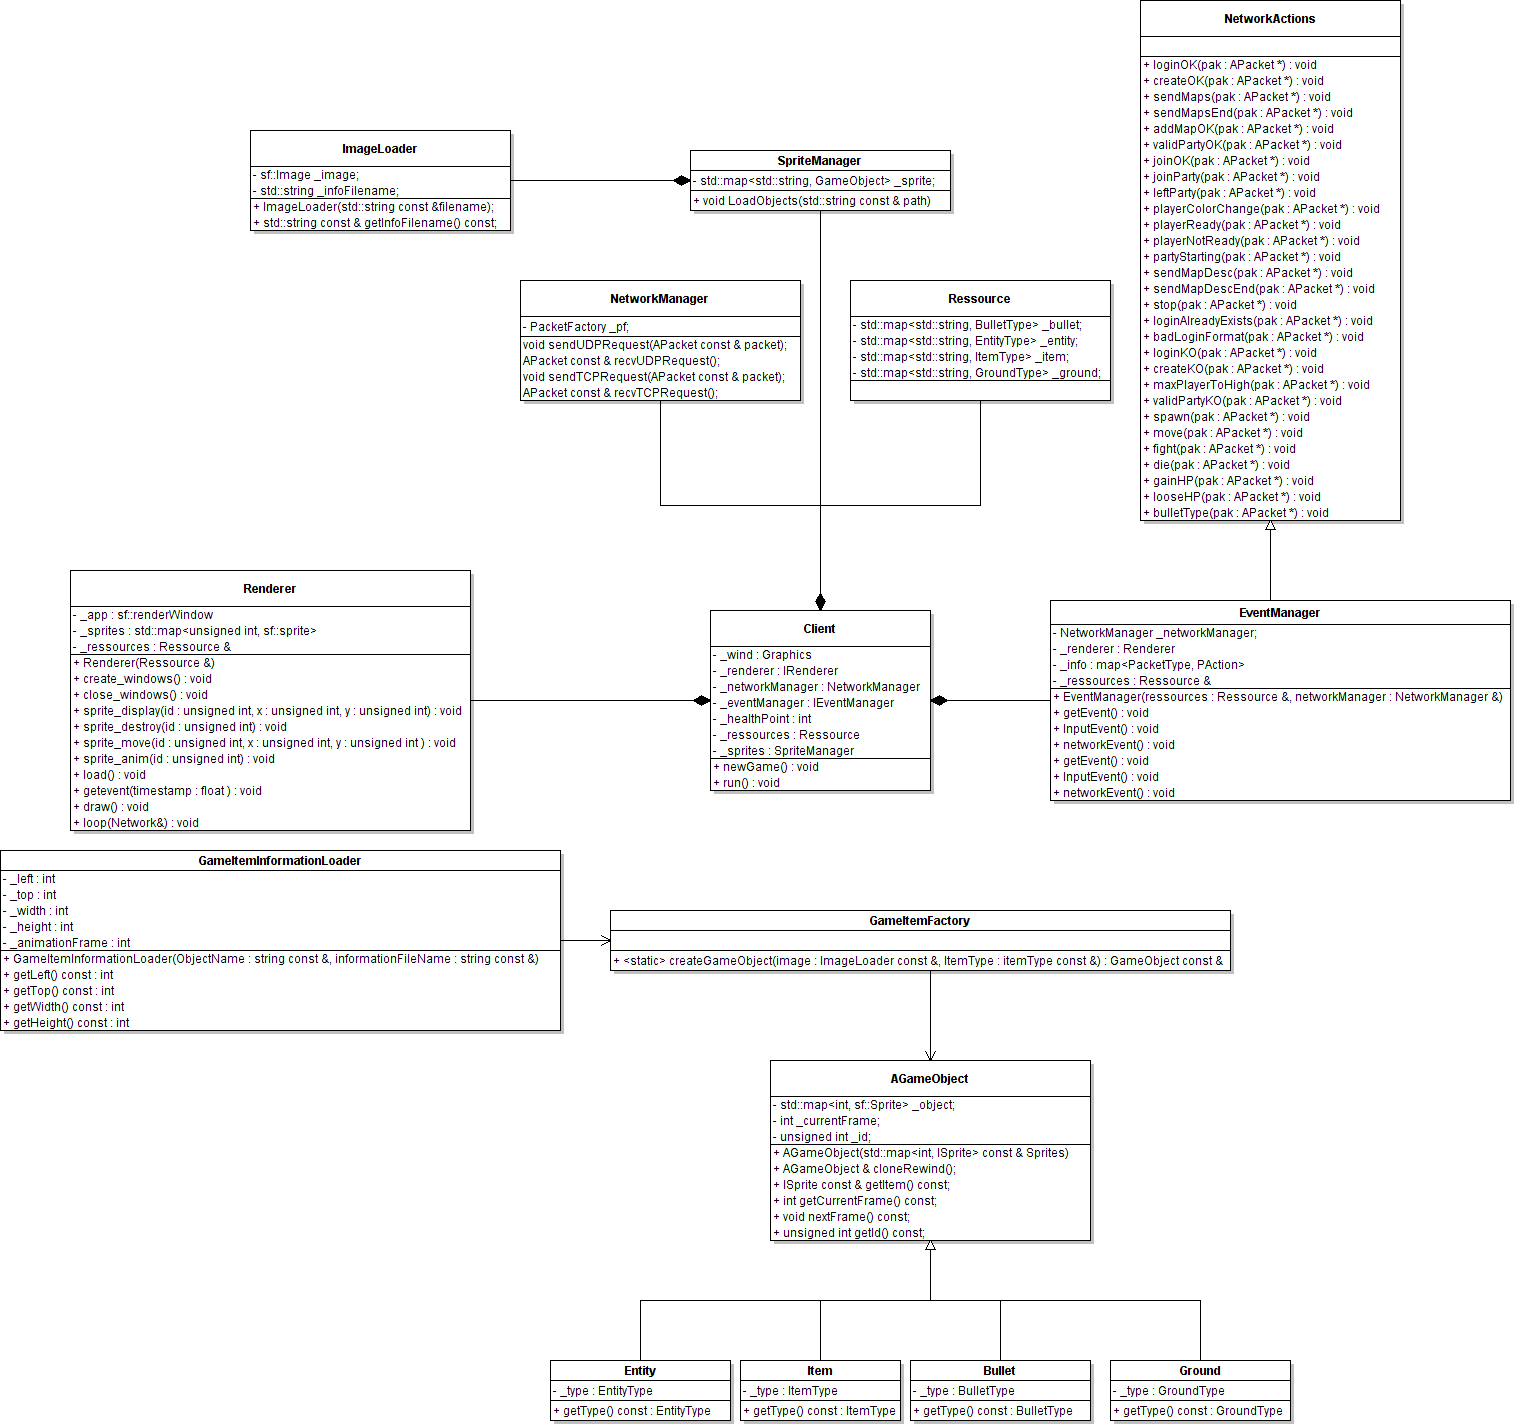 NetworkActions
+ loginOK(pak : APacket *) : void
+ createOK(pak : APacket *) : void
+ sendMaps(pak : APacket *) : void
+ sendMapsEnd(pak : APacket *) : void
+ addMapOK(pak : APacket *) : void
+ validPartyOK(pak : APacket *) : void
+ joinOK(pak : APacket *) : void
+ joinParty(pak : APacket *) : void
+ leftParty(pak : APacket *) : void
+ playerColorChange(pak : APacket *) : void
+ playerReady(pak : APacket *) : void
+ playerNotReady(pak : APacket *) : void
+ partyStarting(pak : APacket *) : void
+ sendMapDesc(pak : APacket *) : void
+ sendMapDescEnd(pak : APacket *) : void
+ stop(pak : APacket *) : void
+ loginAlreadyExists(pak : APacket *) : void
+ badLoginFormat(pak : APacket *) : void
+ loginKO(pak : APacket *) : void
+ createKO(pak : APacket *) : void
+ maxPlayerToHigh(pak : APacket *) : void
+ validPartyKO(pak : APacket *) : void
+ spawn(pak : APacket *) : void
+ move(pak : APacket *) : void
+ fight(pak : APacket *) : void
+ die(pak : APacket *) : void
+ gainHP(pak : APacket *) : void
+ looseHP(pak : APacket *) : void
+ bulletType(pak : APacket *) : void
ImageLoader
- sf::Image _image;
- std::string _infoFilename;
+ ImageLoader(std::string const &filename);
+ std::string const & getInfoFilename() const;
SpriteManager
- std::map<std::string, GameObject> _sprite;
+ void LoadObjects(std::string const & path)
NetworkManager
- PacketFactory _pf;
void sendUDPRequest(APacket const & packet);
APacket const & recvUDPRequest();
void sendTCPRequest(APacket const & packet);
APacket const & recvTCPRequest();
Ressource
- std::map<std::string, BulletType> _bullet;
- std::map<std::string, EntityType> _entity;
- std::map<std::string, ItemType> _item;
- std::map<std::string, GroundType> _ground;
Renderer
- _app : sf::renderWindow
- _sprites : std::map<unsigned int, sf::sprite>
- _ressources : Ressource &
+ Renderer(Ressource &)
+ create_windows() : void
+ close_windows() : void
+ sprite_display(id : unsigned int, x : unsigned int, y : unsigned int) : void
+ sprite_destroy(id : unsigned int) : void
+ sprite_move(id : unsigned int, x : unsigned int, y : unsigned int ) : void
+ sprite_anim(id : unsigned int) : void
+ load() : void
+ getevent(timestamp : float ) : void
+ draw() : void
+ loop(Network&) : void
Client
- _wind : Graphics
- _renderer : IRenderer
- _networkManager : NetworkManager
- _eventManager : IEventManager
- _healthPoint : int
- _ressources : Ressource
- _sprites : SpriteManager
+ newGame() : void
+ run() : void
EventManager
- NetworkManager _networkManager;
- _renderer : Renderer
- _info : map<PacketType, PAction>
- _ressources : Ressource &
+ EventManager(ressources : Ressource &, networkManager : NetworkManager &)
+ getEvent() : void
+ InputEvent() : void
+ networkEvent() : void
+ getEvent() : void
+ InputEvent() : void
+ networkEvent() : void
GameItemInformationLoader
- _left : int
- _top : int
- _width : int
- _height : int
- _animationFrame : int
+ GameItemInformationLoader(ObjectName : string const &, informationFileName : string const &)
+ getLeft() const : int
+ getTop() const : int
+ getWidth() const : int
+ getHeight() const : int
GameItemFactory
+ <static> createGameObject(image : ImageLoader const &, ItemType : itemType const &) : GameObject const &
AGameObject
- std::map<int, sf::Sprite> _object;
- int _currentFrame;
- unsigned int _id;
+ AGameObject(std::map<int, ISprite> const & Sprites)
+ AGameObject & cloneRewind();
+ ISprite const & getItem() const;
+ int getCurrentFrame() const;
+ void nextFrame() const;
+ unsigned int getId() const;
Entity
- _type : EntityType
+ getType() const : EntityType
Item
- _type : ItemType
+ getType() const : ItemType
Bullet
- _type : BulletType
+ getType() const : BulletType
Ground
- _type : GroundType
+ getType() const : GroundType